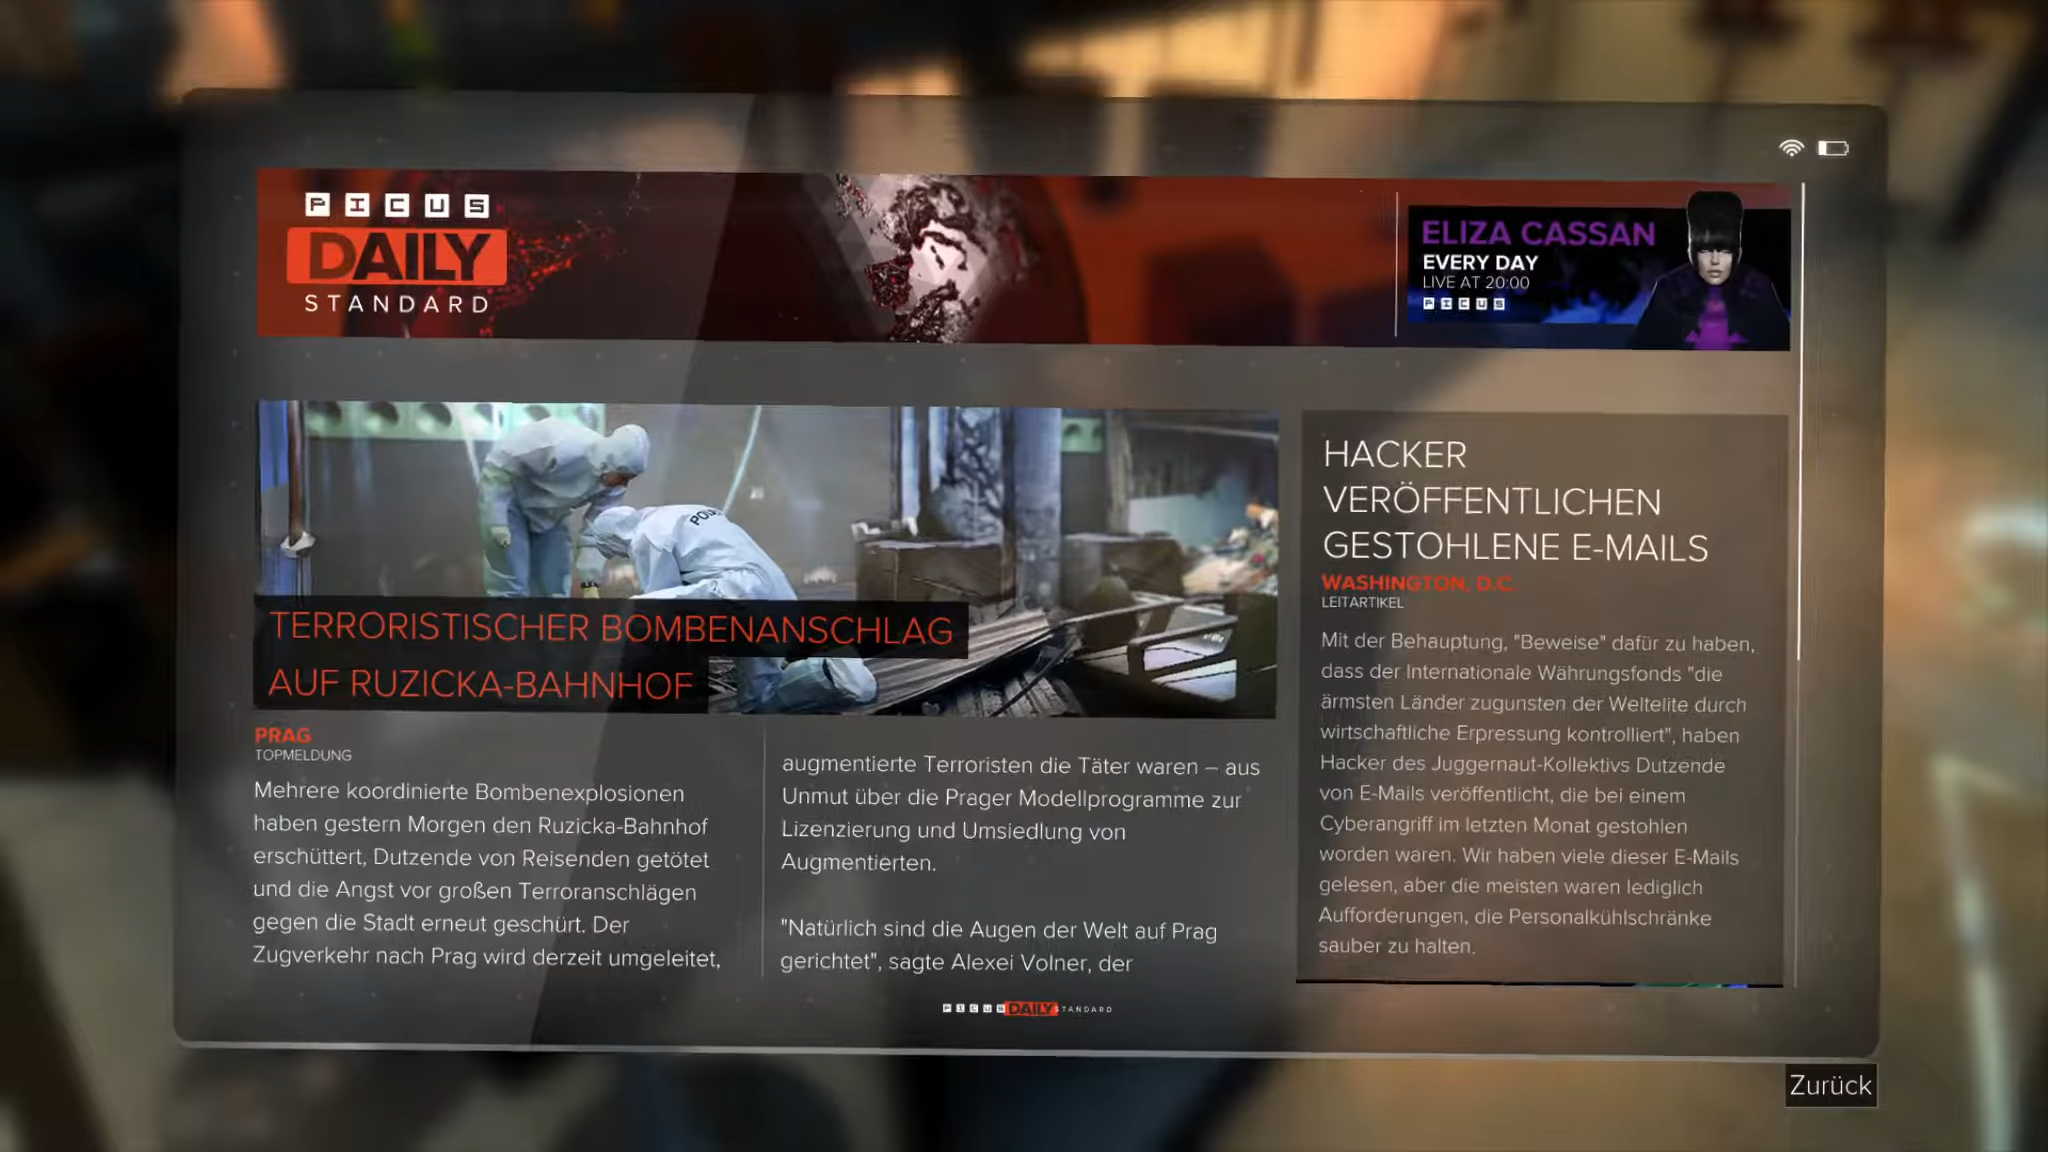 PICUS
DAILY
STANDARD
ELIZA CASSAN
EVERY DAY
LIVE AT 20:00
PICUS
TERRORISTISCHER BOMBENANSCHLAG
AUF RUZICKA-BAHNHOF
PRAG
TOPMELDUNG
Mehrere koordinierte Bombenexplosionen
haben gestern Morgen den Ruzicka-Bahnhof
erschüttert, Dutzende von Reisenden getötet
und die Angst vor großen Terroranschlägen
gegen die Stadt erneut geschürt. Der
Zugverkehr nach Prag wird derzeit umgeleitet,
augmentierte Terroristen die Täter waren – aus
Unmut über die Prager Modellprogramme zur
Lizenzierung und Umsiedlung von
Augmentierten.
"Natürlich sind die Augen der Welt auf Prag
gerichtet", sagte Alexei Volner, der
HACKER
VERÖFFENTLICHEN
GESTOHLENE E-MAILS
WASHINGTON, D.C.
LEITARTIKEL
Mit der Behauptung, "Beweise" dafür zu haben,
dass der Internationale Währungsfonds "die
ärmsten Länder zugunsten der Weltelite durch
wirtschaftliche Erpressung kontrolliert", haben
Hacker des Juggernaut-Kollektivs Dutzende
von E-Mails veröffentlicht, die bei einem
Cyberangriff im letzten Monat gestohlen
worden waren. Wir haben viele dieser E-Mails
gelesen, aber die meisten waren lediglich
Aufforderungen, die Personalkühlschränke
sauber zu halten.
PICUS DAILY STANDARD
Zurück